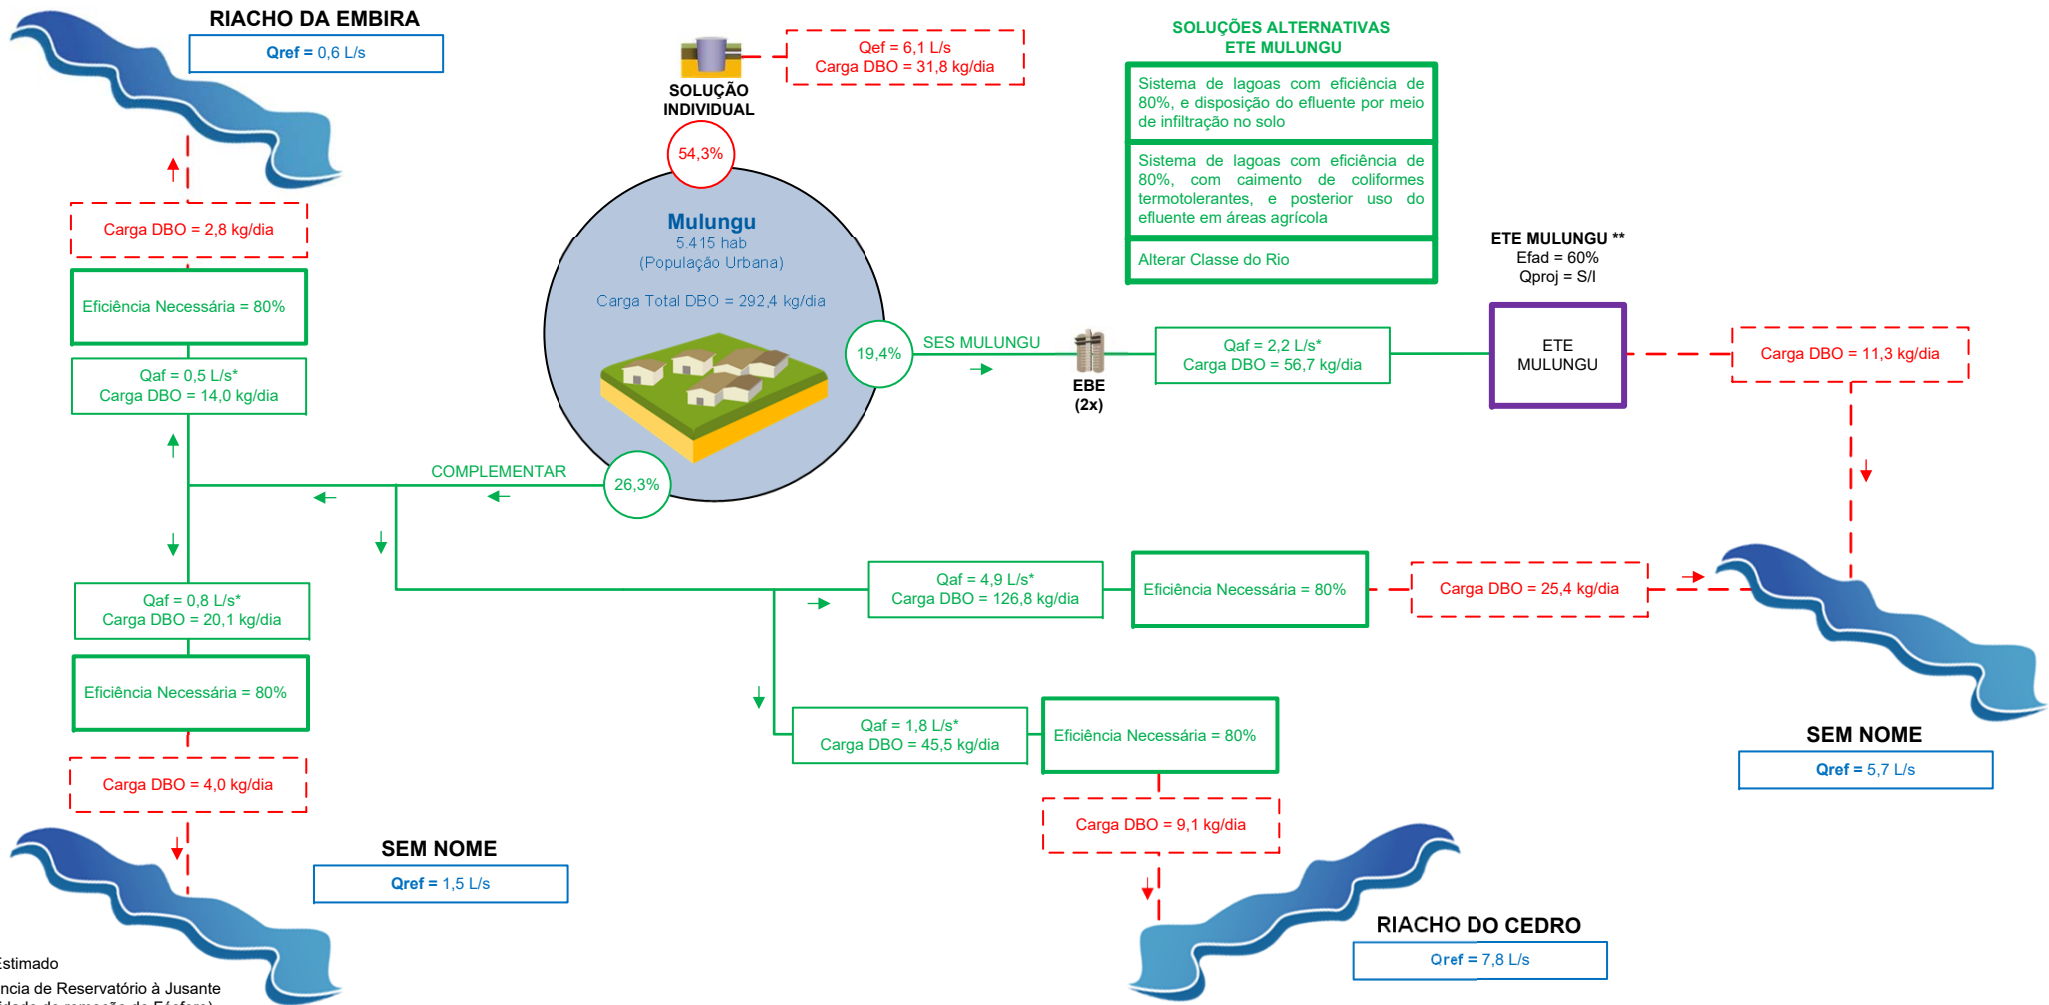 RIACHO DA EMBIRA
Qref = 0,6 L/s
SOLUÇÃO
INDIVIDUAL
Qef = 6,1 L/s
Carga DBO = 31,8 kg/dia
54,3%
SOLUÇÕES ALTERNATIVAS
ETE MULUNGU
Sistema de lagoas com eficiência de
80%, e disposição do efluente por meio
de infiltração no solo
Sistema de lagoas com eficiência de
80%, com caimento de coliformes
termotolerantes, e posterior uso do
efluente em áreas agrícola
Alterar Classe do Rio
Mulungu
5.415 hab
(População Urbana)
Carga Total DBO = 292,4 kg/dia
Carga DBO = 2,8 kg/dia
Eficiência Necessária = 80%
Qaf = 0,5 L/s*
Carga DBO = 14,0 kg/dia
19,4%
SES MULUNGU
EBE
(2x)
Qaf = 2,2 L/s*
Carga DBO = 56,7 kg/dia
ETE MULUNGU **
Efad = 60%
Qproj = S/I
ETE
MULUNGU
Carga DBO = 11,3 kg/dia
COMPLEMENTAR
26,3%
Qaf = 0,8 L/s*
Carga DBO = 20,1 kg/dia
Eficiência Necessária = 80%
Carga DBO = 4,0 kg/dia
Qaf = 4,9 L/s*
Carga DBO = 126,8 kg/dia
Eficiência Necessária = 80%
Carga DBO = 25,4 kg/dia
Qaf = 1,8 L/s*
Carga DBO = 45,5 kg/dia
Eficiência Necessária = 80%
Carga DBO = 9,1 kg/dia
SEM NOME
Qref = 5,7 L/s
SEM NOME
Qref = 1,5 L/s
RIACHO DO CEDRO
Qref = 7,8 L/s
Estimado
ncia de Reservatório à Jusante